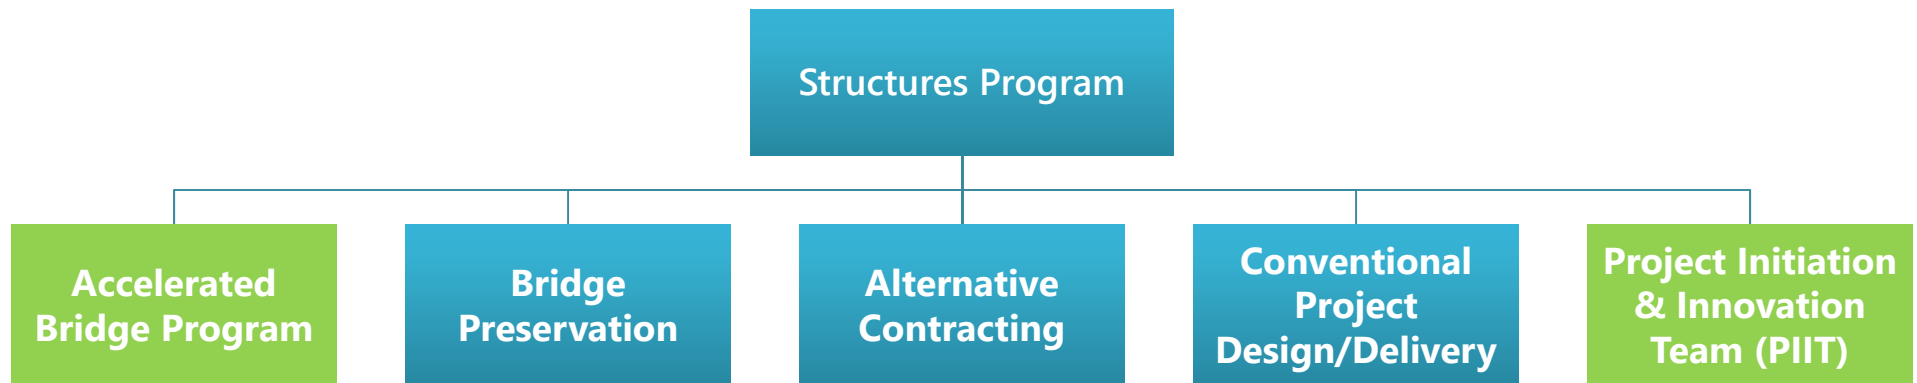 Structures Program
Accelerated
Bridge Program
Bridge
Preservation
Alternative
Contracting
Conventional
Project
Design/Delivery
Project Initiation
& Innovation
Team (PIIT)